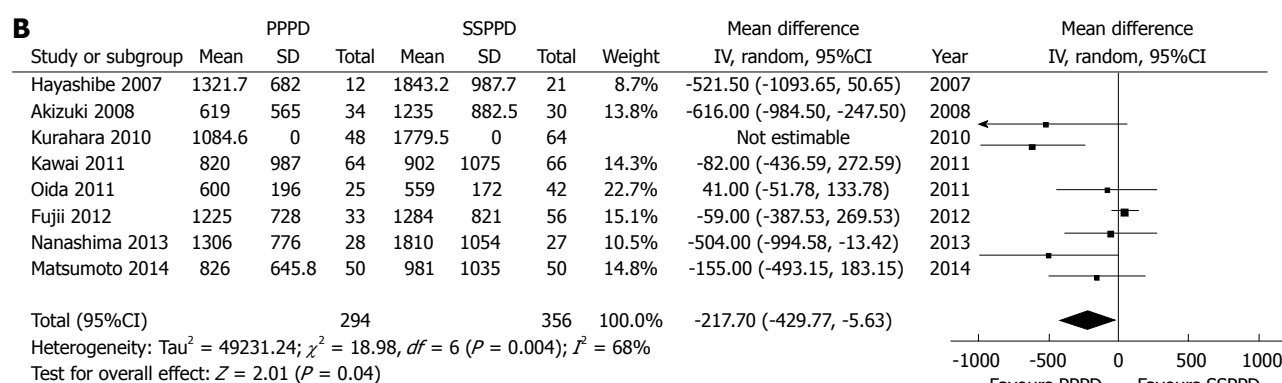 B PPPD SSPPD Mean difference Mean difference
Study or subgroup Mean SD Total Mean SD Total Weight IV, random, 95%CI Year IV, random, 95%CI
Hayashibe 2007 1321.7 682 12 1843.2 987.7 21 8.7% -521.50 (-1093.65, 50.65) 2007
Akizuki 2008 619 565 34 1235 882.5 30 13.8% -616.00 (-984.50, -247.50) 2008
Kurahara 2010 1084.6 0 48 1779.5 0 64 Not estimable 2010
Kawai 2011 820 987 64 902 1075 66 14.3% -82.00 (-436.59, 272.59) 2011
Oida 2011 600 196 25 559 172 42 22.7% 41.00 (-51.78, 133.78) 2011
Fujii 2012 1225 728 33 1284 821 56 15.1% -59.00 (-387.53, 269.53) 2012
Nanashima 2013 1306 776 28 1810 1054 27 10.5% -504.00 (-994.58, -13.42) 2013
Matsumoto 2014 826 645.8 50 981 1035 50 14.8% -155.00 (-493.15, 183.15) 2014
Total (95%CI) 294 356 100.0% -217.70 (-429.77, -5.63)
Heterogeneity: Tau² = 49231.24; χ² = 18.98, df = 6 (P = 0.004); I² = 68%
Test for overall effect: Z = 2.01 (P = 0.04)
-1000 -500 0 500 1000
Favours PPPD Favours SSPPD